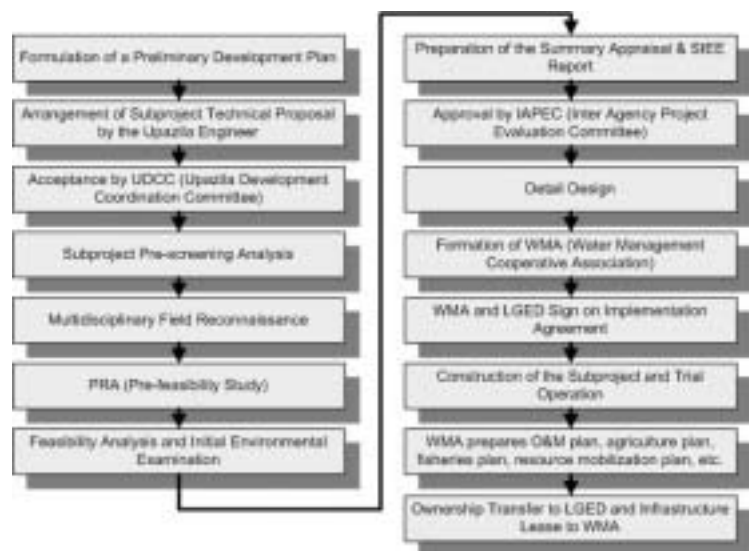 Formulation of a Preliminary Development Plan
Arrangement of Subproject Technical Proposal
by the Upazila Engineer
Acceptance by UDCC (Upazila Development
Coordination Committee)
Subproject Pre-screening Analysis
Multidisciplinary Field Reconnaissance
PRA (Pre-feasibility Study)
Feasibility Analysis and Initial Environmental
Examination
Preparation of the Summary Appraisal & SIEE
Report
Approval by IAPEC (Inter Agency Project
Evaluation Committee)
Detail Design
Formation of WMA (Water Management
Cooperative Association)
WMA and LGED Sign on Implementation
Agreement
Construction of the Subproject and Trial
Operation
WMA prepares O&M plan, agriculture plan,
fisheries plan, resource mobilization plan, etc.
Ownership Transfer to LGED and Infrastructure
Lease to WMA